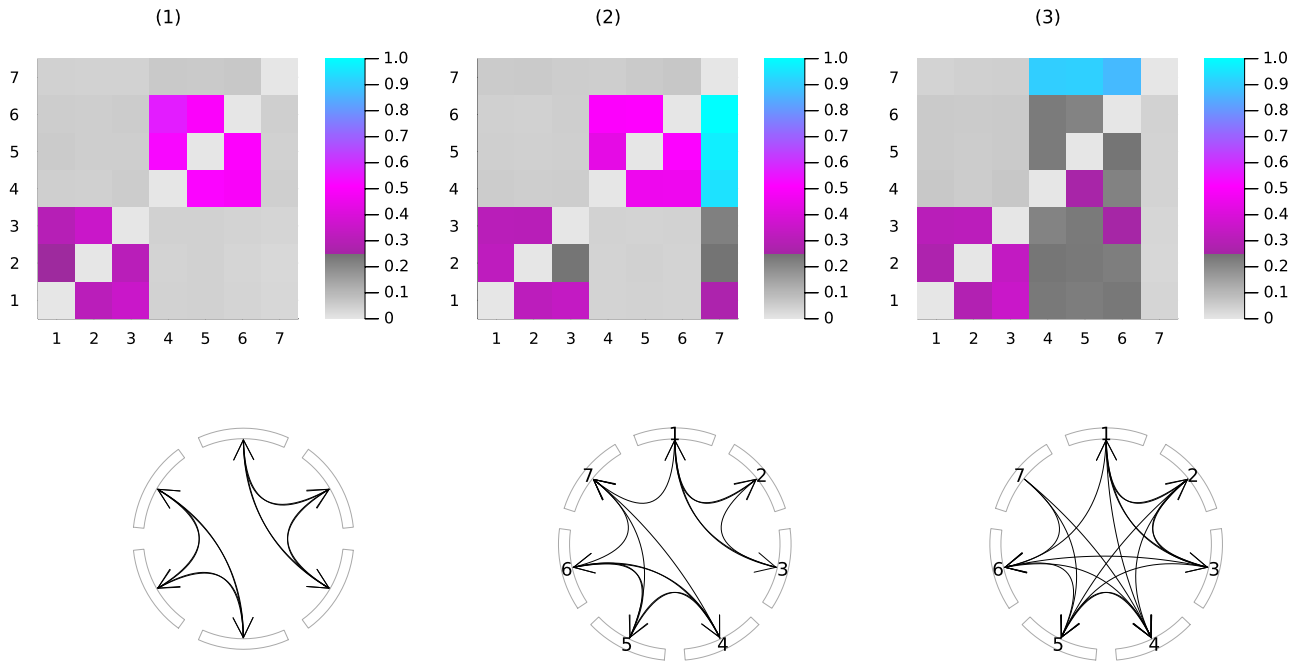 (1) (2) (3)
1.0 1.0 1.0
7 7 7
0.9 0.9 0.9
6 0.8 6 0.8 6 0.8
0.7 0.7 0.7
5 0.6 5 0.6 5 0.6
0.5 0.5 0.5
4 4 4
0.4 0.4 0.4
3 0.3 3 0.3 3 0.3
2 0.2 2 0.2 2 0.2
1 0.1 1 0.1 1 0.1
0 0 0
1 2 3 4 5 6 7 1 2 3 4 5 6 7 1 2 3 4 5 6 7
1 1
7 2 7 2
6 3 6 3
5 4 5 4